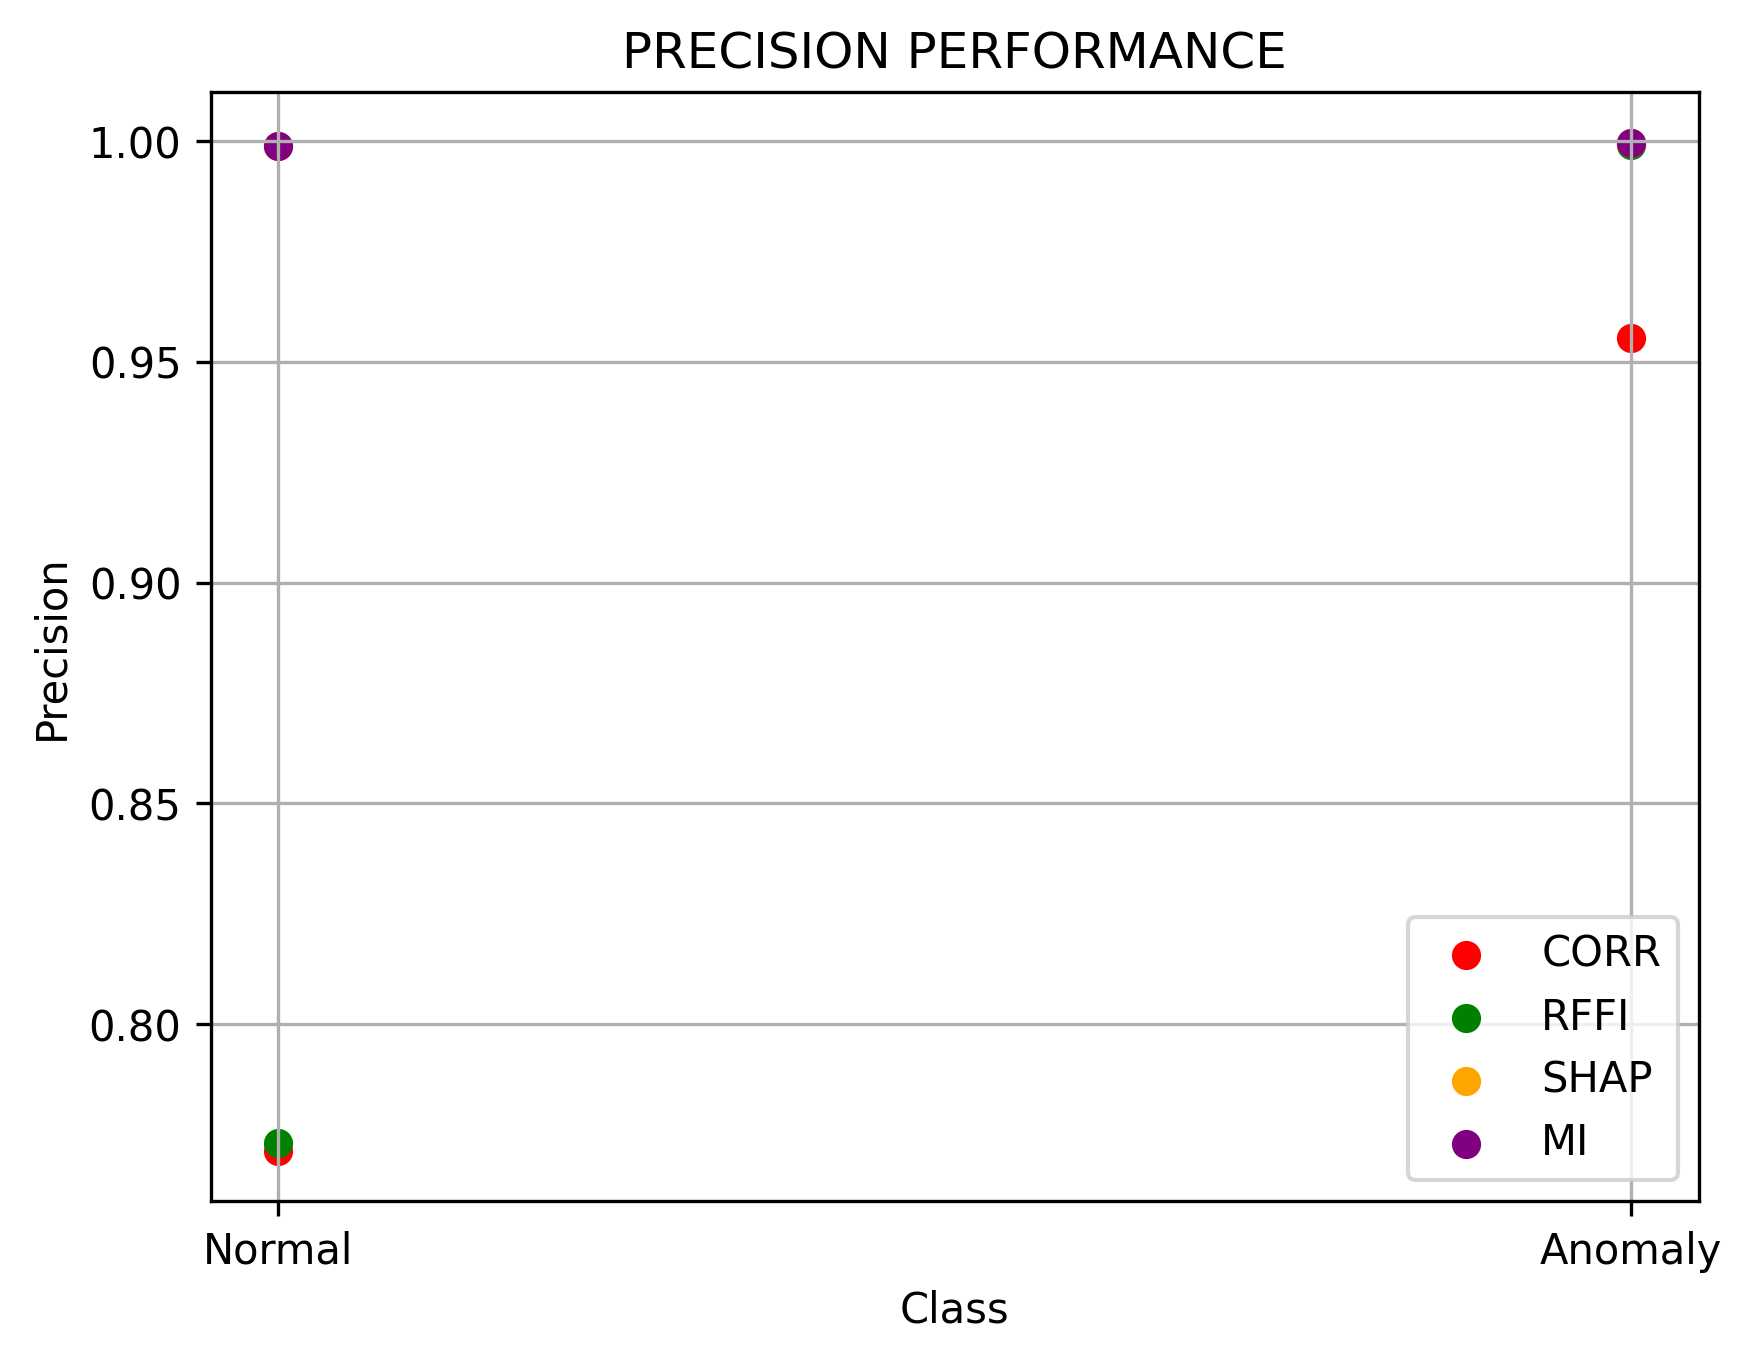 PRECISION PERFORMANCE
1.00
0.95
0.90
0.85
0.80
Precision
CORR
RFFI
SHAP
MI
Normal
Anomaly
Class